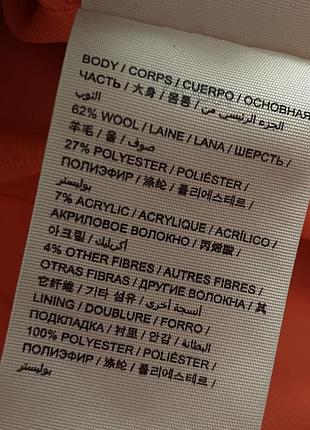 BODY / CORPS / CUERPO / ОСНОВНАЯ
ЧАСТЬ / 大身 / 몸통 / الجزء الرئيسي من
الثوب
62% WOOL / LAINE / LANA / ШЕРСТЬ /
羊毛 / 울 / صوف
27% POLYESTER / POLIÉSTER /
ПОЛИЭФИР / 涤纶 / 폴리에스테르 /
بوليستر
7% ACRYLIC / ACRYLIQUE / ACRÍLICO /
АКРИЛОВОЕ ВОЛОКНО / 丙烯酸 /
아크릴 / أكريليك
4% OTHER FIBRES / AUTRES FIBRES /
OTRAS FIBRAS / ДРУГИЕ ВОЛОКНА / 其
它纤维 / 기타 섬유 / أنسجة أخرى
LINING / DOUBLURE / FORRO /
ПОДКЛАДКА / 衬里 / 안감 / البطانة
100% POLYESTER / POLIÉSTER /
ПОЛИЭФИР / 涤纶 / 폴리에스테르 /
بوليستر